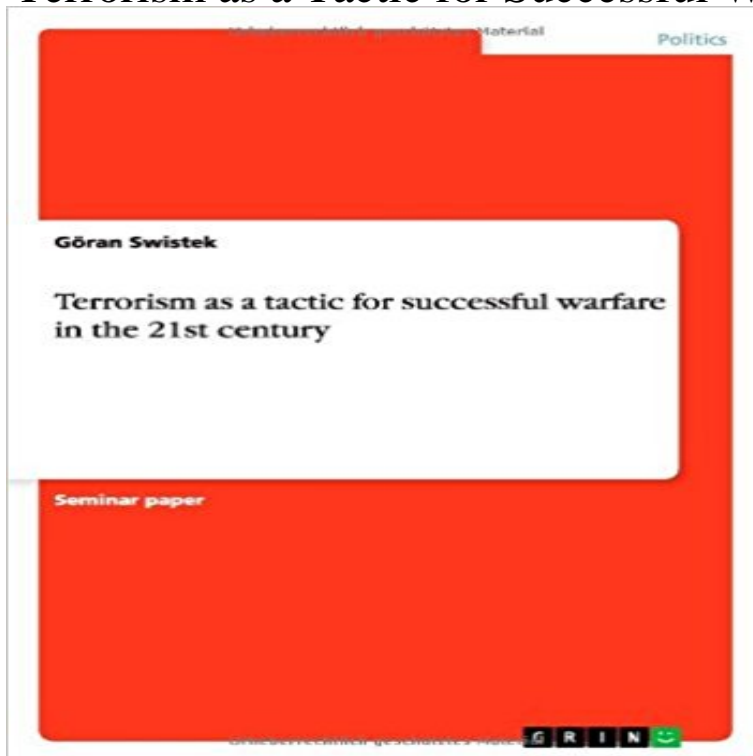 Terrorism as a Tactic for Successful W
Material
Politics
Göran Swistek
Terrorism as a tactic for successful warfare
in the 21st century
Seminar paper
GRIN